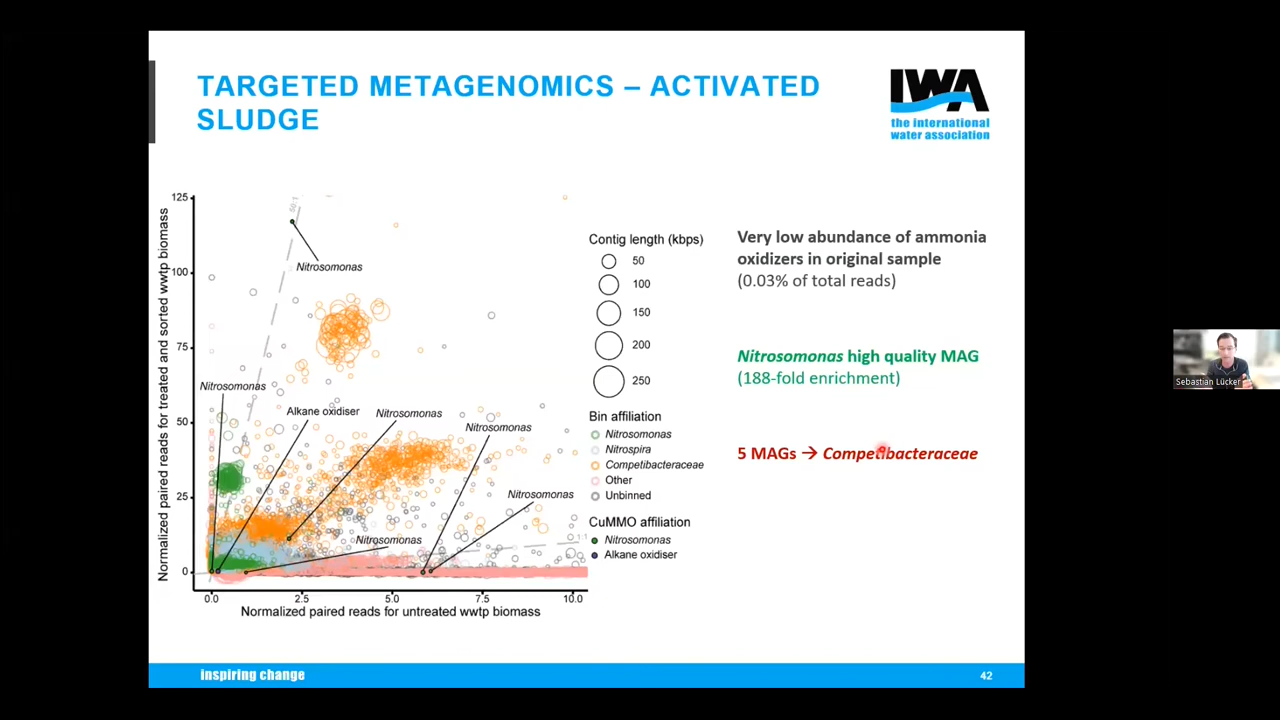 TARGETED METAGENOMICS – ACTIVATED
SLUDGE
IWA
the international
water association
Normalized paired reads for treated and sorted wwtp biomass
125
100
75
50
25
0
0.0
2.5
5.0
7.5
10.0
Normalized paired reads for untreated wwtp biomass
50:1
1:1
Nitrosomonas
Nitrosomonas
Alkane oxidiser
Nitrosomonas
Nitrosomonas
Nitrosomonas
Nitrosomonas
Contig length (kbps)
50
100
150
200
250
Bin affiliation
Nitrosomonas
Nitrospira
Competibacteraceae
Other
Unbinned
CuMMO affiliation
Nitrosomonas
Alkane oxidiser
Very low abundance of ammonia
oxidizers in original sample
(0.03% of total reads)
Nitrosomonas high quality MAG
(188-fold enrichment)
5 MAGs → Competibacteraceae
Sebastian Lücker
inspiring change
42